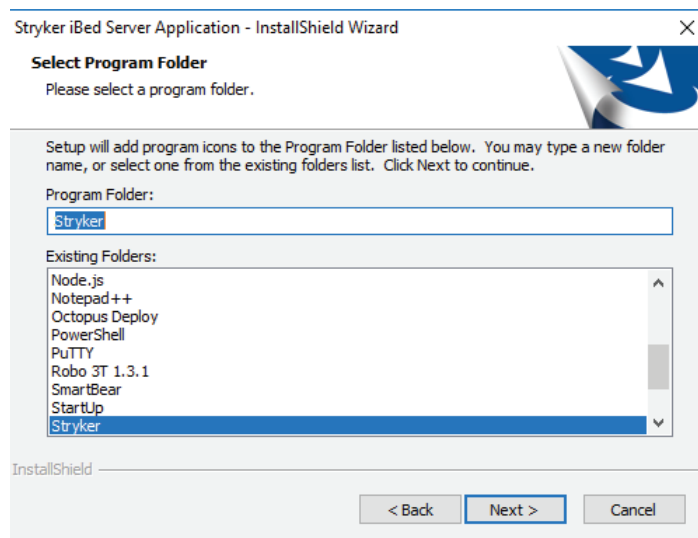 Stryker iBed Server Application - InstallShield Wizard
Select Program Folder
Please select a program folder.
Setup will add program icons to the Program Folder listed below. You may type a new folder
name, or select one from the existing folders list. Click Next to continue.
Program Folder:
Stryker
Existing Folders:
Node.js
Notepad++
Octopus Deploy
PowerShell
PuTTY
Robo 3T 1.3.1
SmartBear
StartUp
Stryker
InstallShield
< Back Next > Cancel